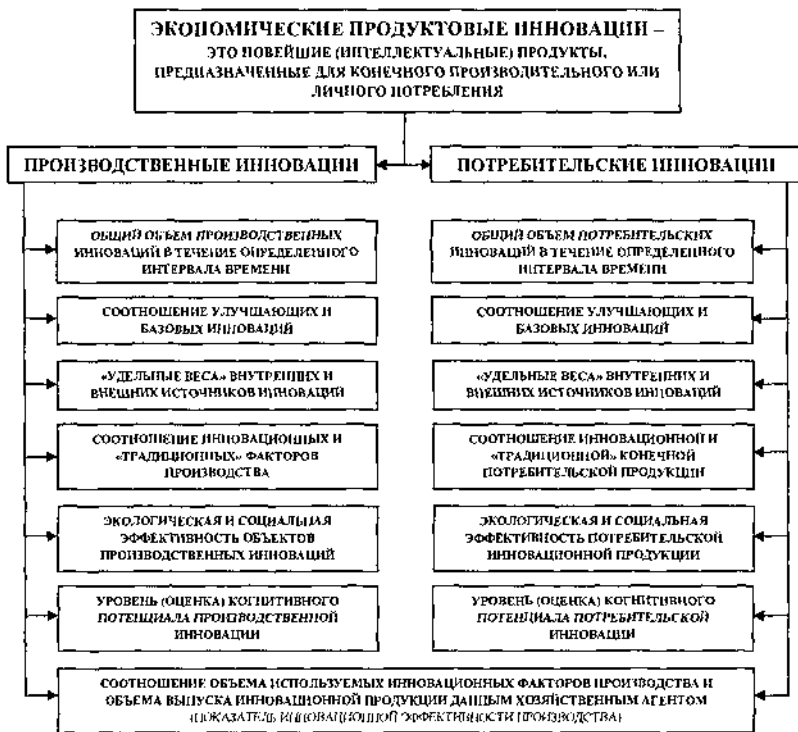 ЭКОНОМИЧЕСКИЕ ПРОДУКТОВЫЕ ИННОВАЦИИ –
ЭТО НОВЕЙШИЕ (ИНТЕЛЛЕКТУАЛЬНЫЕ) ПРОДУКТЫ,
ПРЕДНАЗНАЧЕННЫЕ ДЛЯ КОНЕЧНОГО ПРОИЗВОДИТЕЛЬНОГО ИЛИ
ЛИЧНОГО ПОТРЕБЛЕНИЯ
ПРОИЗВОДСТВЕННЫЕ ИННОВАЦИИ
ПОТРЕБИТЕЛЬСКИЕ ИННОВАЦИИ
ОБЩИЙ ОБЪЕМ ПРОИЗВОДСТВЕННЫХ
ИННОВАЦИЙ В ТЕЧЕНИЕ ОПРЕДЕЛЕННОГО
ИНТЕРВАЛА ВРЕМЕНИ
ОБЩИЙ ОБЪЕМ ПОТРЕБИТЕЛЬСКИХ
ИННОВАЦИЙ В ТЕЧЕНИЕ ОПРЕДЕЛЕННОГО
ИНТЕРВАЛА ВРЕМЕНИ
СООТНОШЕНИЕ УЛУЧШАЮЩИХ И
БАЗОВЫХ ИННОВАЦИЙ
СООТНОШЕНИЕ УЛУЧШАЮЩИХ И
БАЗОВЫХ ИННОВАЦИЙ
«УДЕЛЬНЫЕ ВЕСА» ВНУТРЕННИХ И
ВНЕШНИХ ИСТОЧНИКОВ ИННОВАЦИЙ
«УДЕЛЬНЫЕ ВЕСА» ВНУТРЕННИХ И
ВНЕШНИХ ИСТОЧНИКОВ ИННОВАЦИЙ
СООТНОШЕНИЕ ИННОВАЦИОННЫХ И
«ТРАДИЦИОННЫХ» ФАКТОРОВ
ПРОИЗВОДСТВА
СООТНОШЕНИЕ ИННОВАЦИОННОЙ И
«ТРАДИЦИОННОЙ» КОНЕЧНОЙ
ПОТРЕБИТЕЛЬСКОЙ ПРОДУКЦИИ
ЭКОЛОГИЧЕСКАЯ И СОЦИАЛЬНАЯ
ЭФФЕКТИВНОСТЬ ОБЪЕКТОВ
ПРОИЗВОДСТВЕННЫХ ИННОВАЦИЙ
ЭКОЛОГИЧЕСКАЯ И СОЦИАЛЬНАЯ
ЭФФЕКТИВНОСТЬ ПОТРЕБИТЕЛЬСКОЙ
ИННОВАЦИОННОЙ ПРОДУКЦИИ
УРОВЕНЬ (ОЦЕНКА) КОГНИТИВНОГО
ПОТЕНЦИАЛА ПРОИЗВОДСТВЕННОЙ
ИННОВАЦИИ
УРОВЕНЬ (ОЦЕНКА) КОГНИТИВНОГО
ПОТЕНЦИАЛА ПОТРЕБИТЕЛЬСКОЙ
ИННОВАЦИЙ
СООТНОШЕНИЕ ОБЪЕМА ИСПОЛЬЗУЕМЫХ ИННОВАЦИОННЫХ ФАКТОРОВ ПРОИЗВОДСТВА И
ОБЪЕМА ВЫПУСКА ИННОВАЦИОННОЙ ПРОДУКЦИИ ДАННЫМ ХОЗЯЙСТВЕННЫМ АГЕНТОМ
(ПОКАЗАТЕЛЬ ИННОВАЦИОННОЙ ЭФФЕКТИВНОСТИ ПРОИЗВОДСТВА)